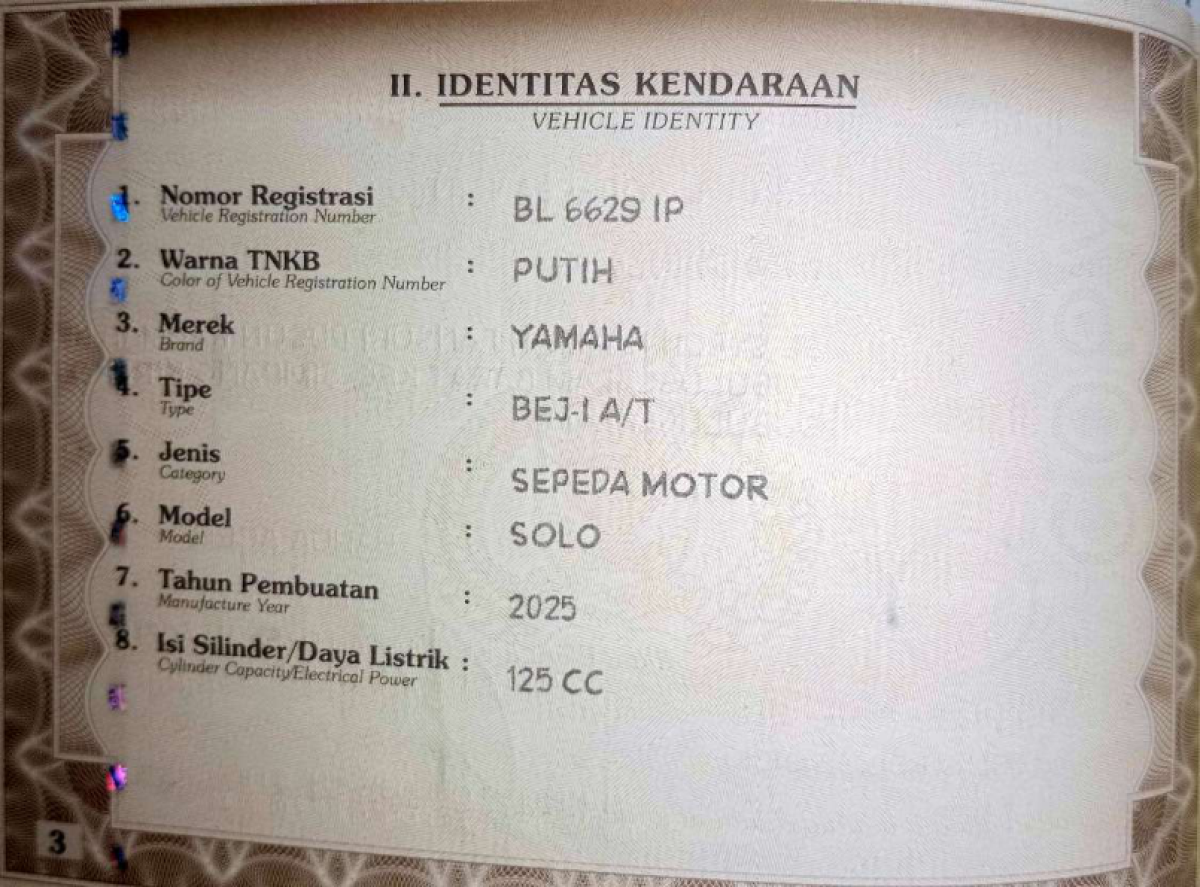 II. IDENTITAS KENDARAAN
VEHICLE IDENTITY
1. Nomor Registrasi : BL 6629 IP
Vehicle Registration Number
2. Warna TNKB : PUTIH
Color of Vehicle Registration Number
3. Merek : YAMAHA
Brand
4. Tipe : BEJ-I A/T
Type
5. Jenis : SEPEDA MOTOR
Category
6. Model : SOLO
Model
7. Tahun Pembuatan : 2025
Manufacture Year
8. Isi Silinder/Daya Listrik : 125 CC
Cylinder Capacity/Electrical Power
3